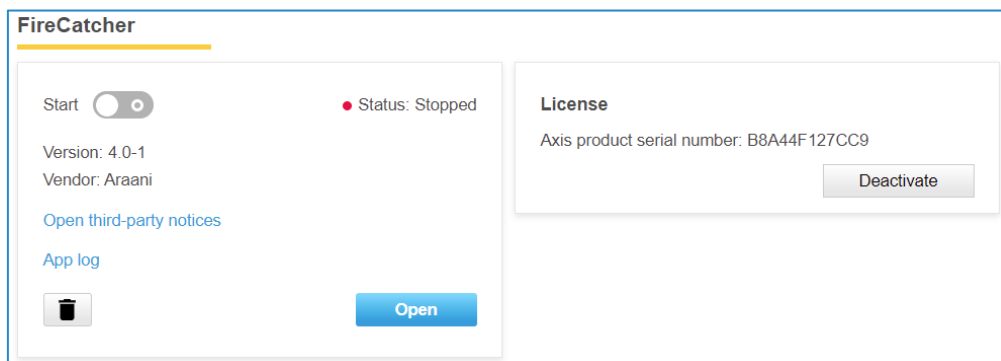 FireCatcher
Start
Status: Stopped
Version: 4.0-1
Vendor: Araani
Open third-party notices
App log
Open
License
Axis product serial number: B8A44F127CC9
Deactivate